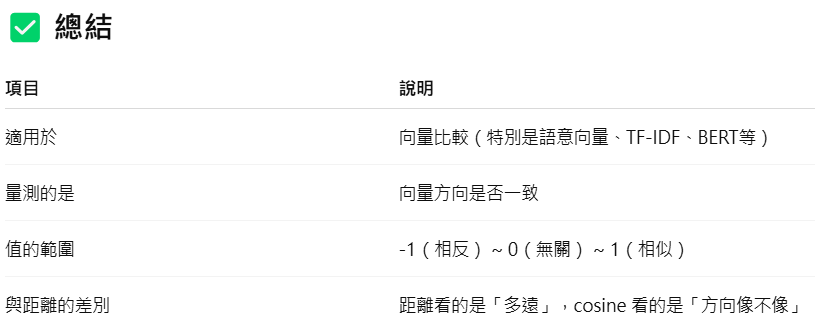 總結
項目 說明
適用於 向量比較（特別是語意向量、TF-IDF、BERT等）
量測的是 向量方向是否一致
值的範圍 -1（相反） ~ 0（無關） ~ 1（相似）
與距離的差別 距離看的是「多遠」，cosine 看的是「方向像不像」